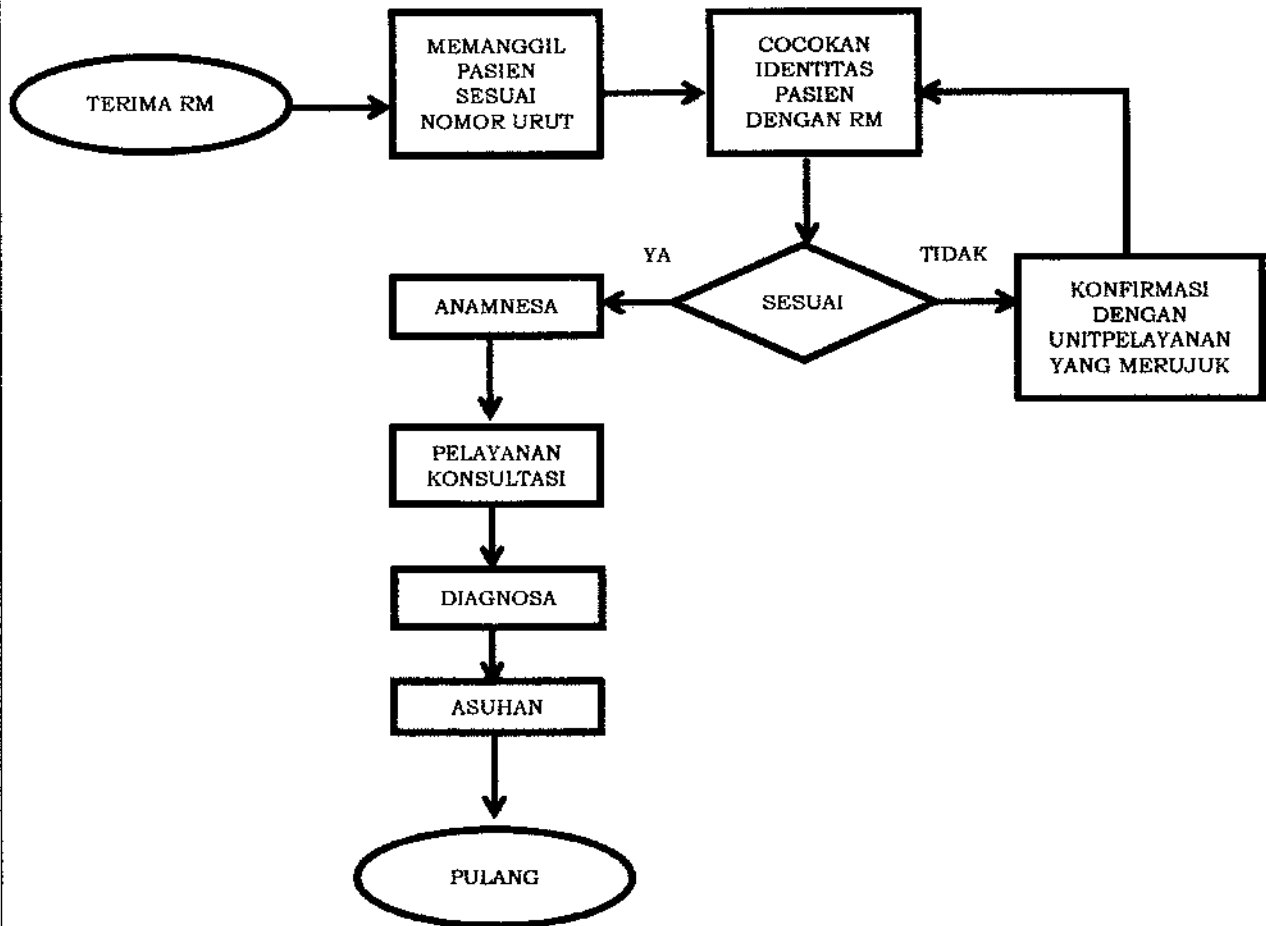 TERIMA RM
MEMANGGIL
PASIEN
SESUAI
NOMOR URUT
COCOKAN
IDENTITAS
PASIEN
DENGAN RM
YA
TIDAK
SESUAI
KONFIRMASI
DENGAN
UNITPELAYANAN
YANG MERUJUK
ANAMNESA
PELAYANAN
KONSULTASI
DIAGNOSA
ASUHAN
PULANG